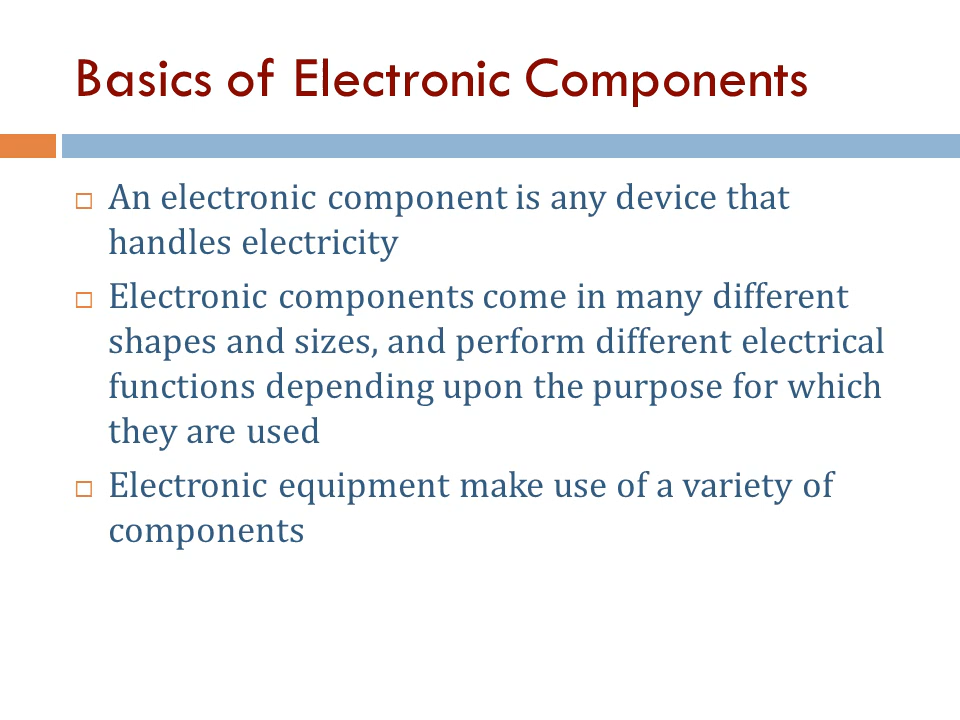 Basics of Electronic Components
An electronic component is any device that
handles electricity
Electronic components come in many different
shapes and sizes, and perform different electrical
functions depending upon the purpose for which
they are used
Electronic equipment make use of a variety of
components